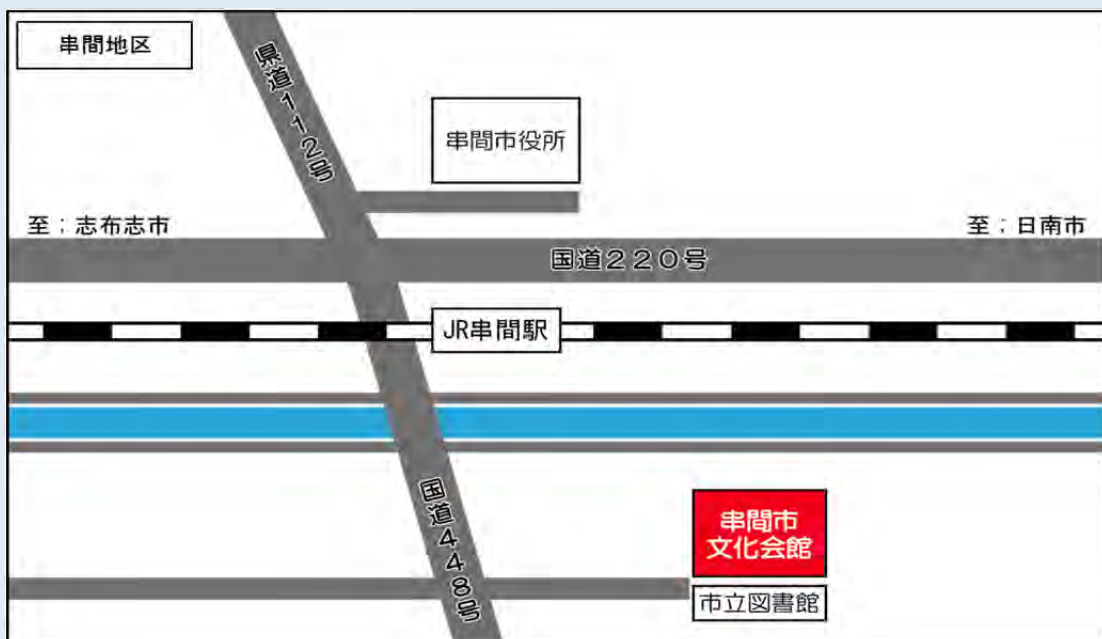 串間地区
県道112号
串間市役所
至；志布志市
至；日南市
国道220号
JR串間駅
国道448号
串間市
文化会館
市立図書館